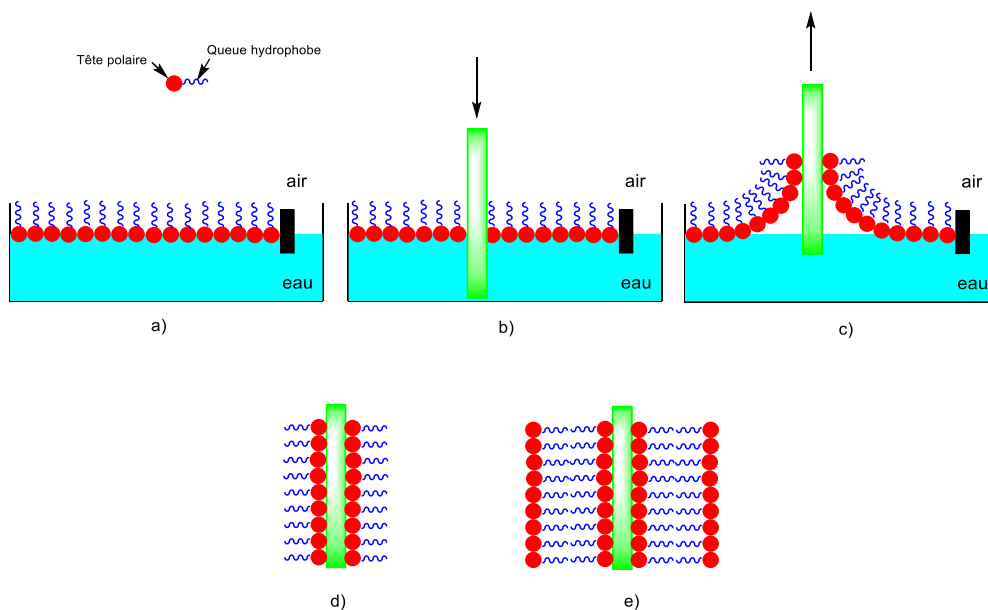 Queue hydrophobe
Tête polaire
air
air
air
eau
eau
eau
a)
b)
c)
d)
e)